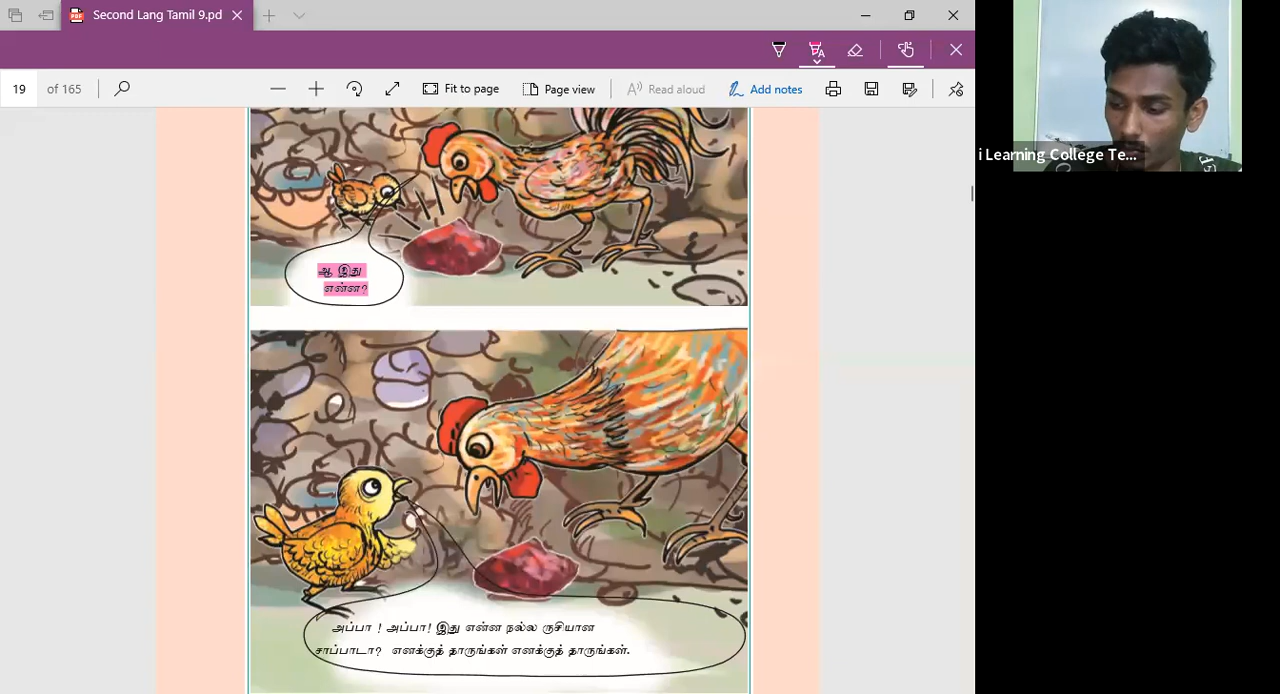 Second Lang Tamil 9.pd
19 of 165
Fit to page
Page view
Read aloud
Add notes
i Learning College Te...
ஆ இது
என்ன?
அப்பா ! அப்பா! இது என்ன நல்ல ருசியான
சாப்பாடா? எனக்குத் தாருங்கள் எனக்குத் தாருங்கள்.